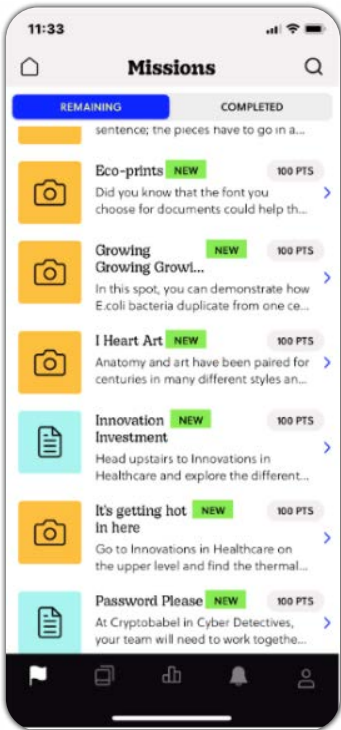 11:33
Missions
REMAINING COMPLETED
sentence; the pieces have to go in a...
Eco-prints NEW 100 PTS
Did you know that the font you
choose for documents could help th...
Growing NEW 100 PTS
Growing Growi...
In this spot, you can demonstrate how
E.coli bacteria duplicate from one ce...
I Heart Art NEW 100 PTS
Anatomy and art have been paired for
centuries in many different styles an...
Innovation NEW 100 PTS
Investment
Head upstairs to Innovations in
Healthcare and explore the different...
It's getting hot NEW 100 PTS
in here
Go to Innovations in Healthcare on
the upper level and find the thermal...
Password Please NEW 100 PTS
At Cryptobabel in Cyber Detectives,
your team will need to work togethe...